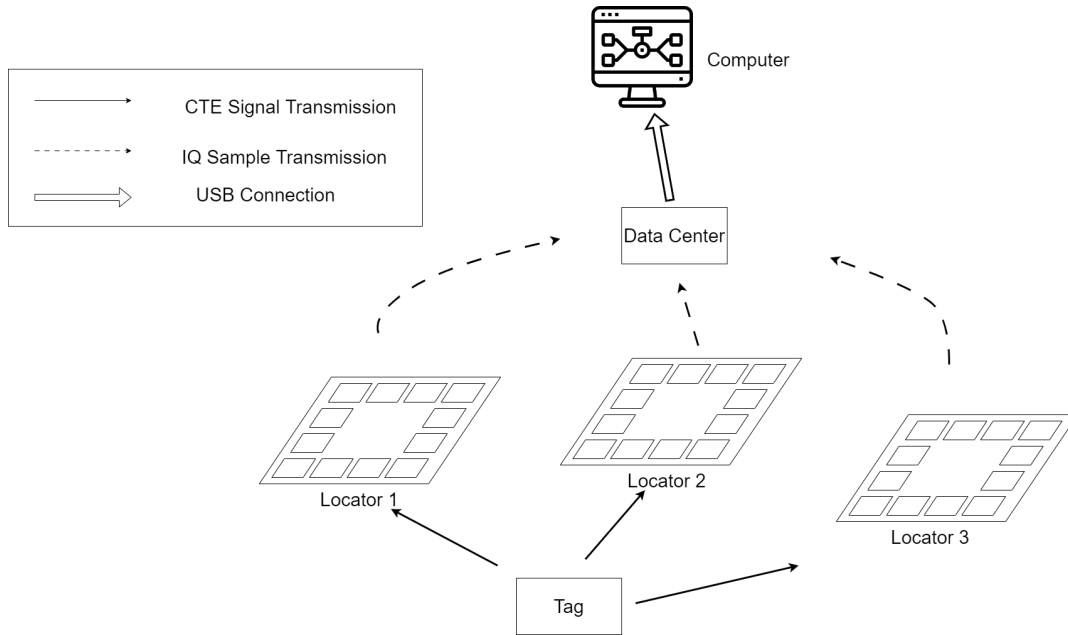 Computer
CTE Signal Transmission
IQ Sample Transmission
USB Connection
Data Center
Locator 1
Locator 2
Locator 3
Tag